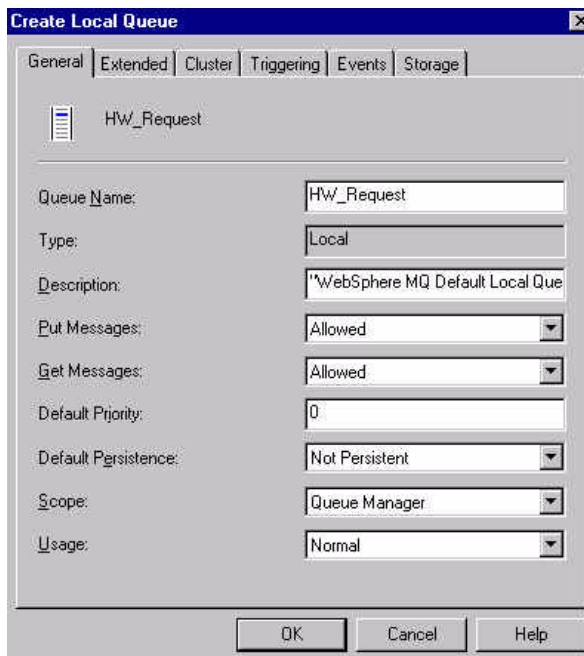 Create Local Queue
General Extended Cluster Triggering Events Storage
HW_Request
Queue Name: HW_Request
Type: Local
Description: "WebSphere MQ Default Local Que
Put Messages: Allowed
Get Messages: Allowed
Default Priority: 0
Default Persistence: Not Persistent
Scope: Queue Manager
Usage: Normal
OK Cancel Help